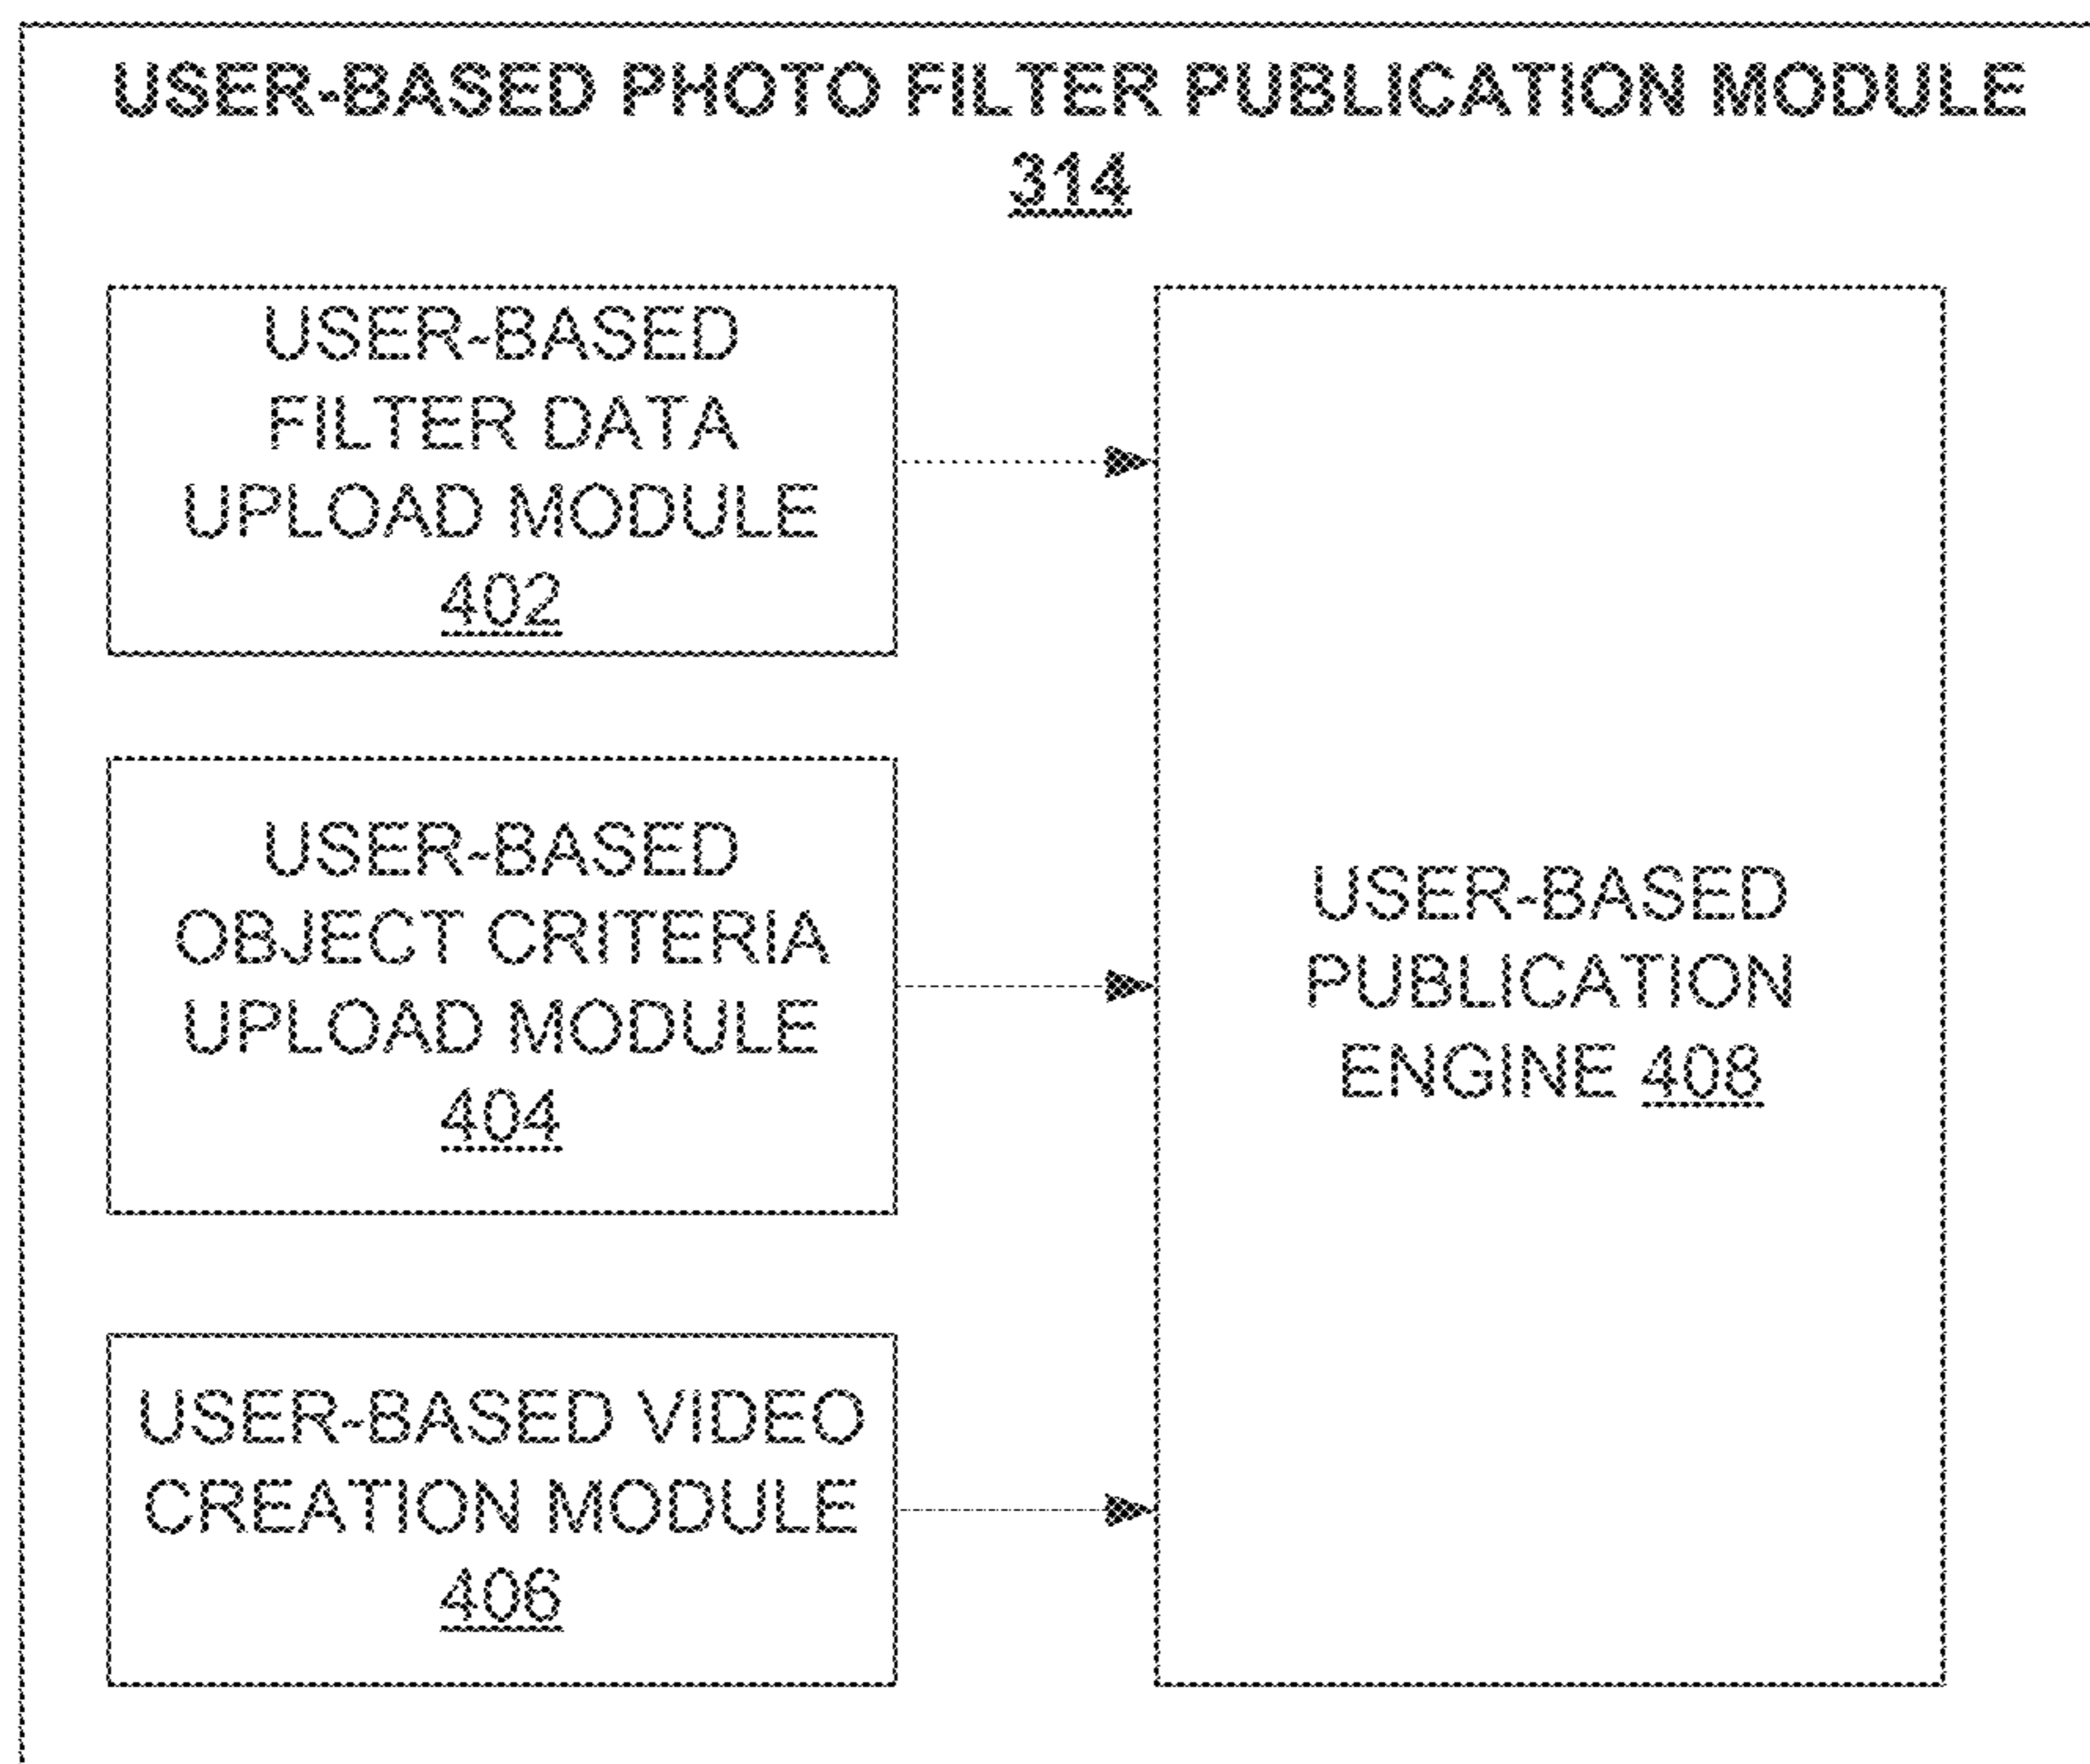 USER-BASED PHOTO FILTER PUBLICATION MODULE
314
USER-BASED
FILTER DATA
UPLOAD MODULE
402
USER-BASED
OBJECT CRITERIA
UPLOAD MODULE
404
USER-BASED VIDEO
CREATION MODULE
406
USER-BASED
PUBLICATION
ENGINE 408